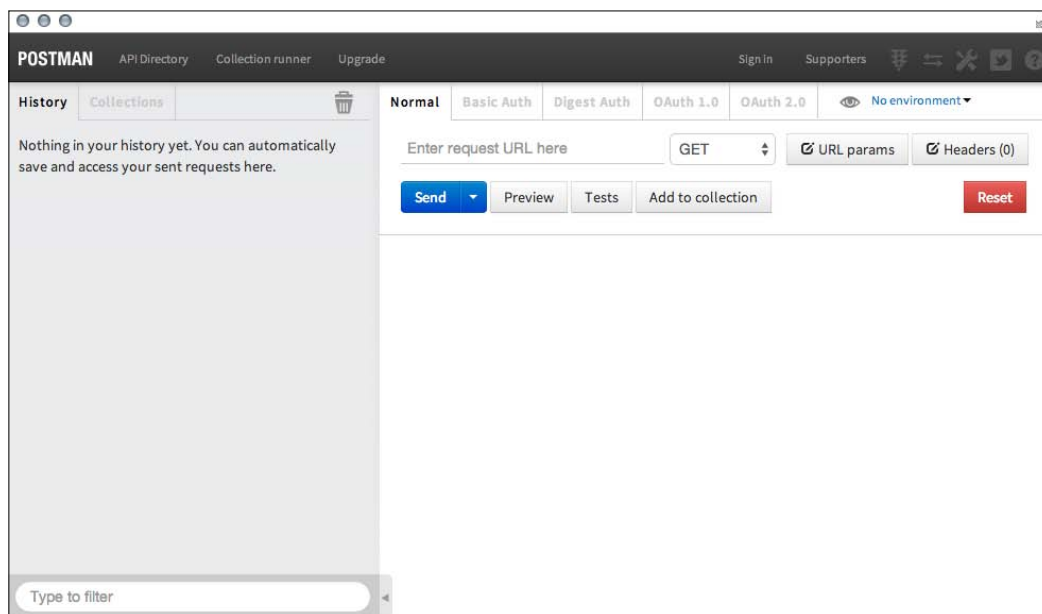 POSTMAN API Directory Collection runner Upgrade Sign in Supporters
History Collections
Nothing in your history yet. You can automatically
save and access your sent requests here.
Type to filter
Normal Basic Auth Digest Auth OAuth 1.0 OAuth 2.0 No environment
Enter request URL here GET URL params Headers (0)
Send Preview Tests Add to collection Reset